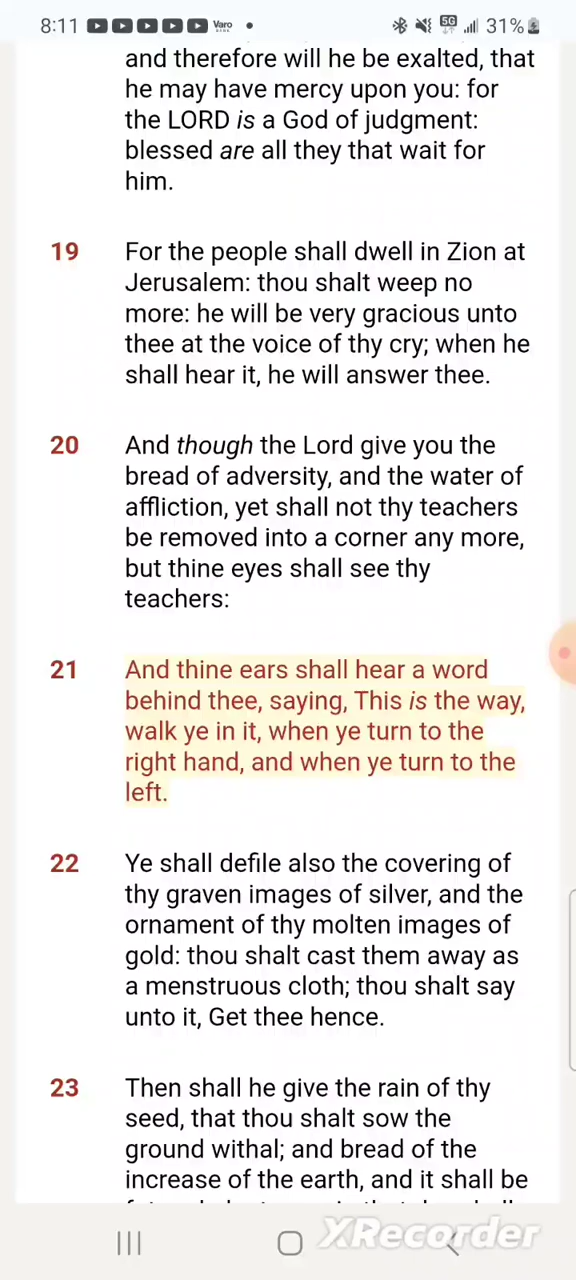 8:11 Varo 5G 31%
and therefore will he be exalted, that
he may have mercy upon you: for
the LORD is a God of judgment:
blessed are all they that wait for
him.
19 For the people shall dwell in Zion at
Jerusalem: thou shalt weep no
more: he will be very gracious unto
thee at the voice of thy cry; when he
shall hear it, he will answer thee.
20 And though the Lord give you the
bread of adversity, and the water of
affliction, yet shall not thy teachers
be removed into a corner any more,
but thine eyes shall see thy
teachers:
21 And thine ears shall hear a word
behind thee, saying, This is the way,
walk ye in it, when ye turn to the
right hand, and when ye turn to the
left.
22 Ye shall defile also the covering of
thy graven images of silver, and the
ornament of thy molten images of
gold: thou shalt cast them away as
a menstruous cloth; thou shalt say
unto it, Get thee hence.
23 Then shall he give the rain of thy
seed, that thou shalt sow the
ground withal; and bread of the
increase of the earth, and it shall be
XRecorder